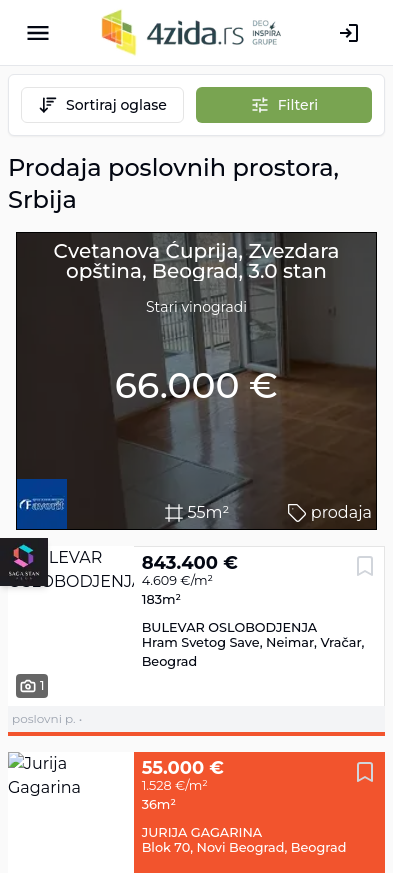 4zida.rs
DEO
INSPIRA
GRUPE
Sortiraj oglase
Filteri
Prodaja poslovnih prostora,
Srbija
Cvetanova Ćuprija, Zvezdara
opština, Beograd, 3.0 stan
Stari vinogradi
66.000 €
Favorit
55m²
prodaja
SAGA STAN
843.400 €
4.609 €/m²
183m²
BULEVAR OSLOBODJENJA
Hram Svetog Save, Neimar, Vračar,
Beograd
1
poslovni p. •
Jurija
Gagarina
55.000 €
1.528 €/m²
36m²
JURIJA GAGARINA
Blok 70, Novi Beograd, Beograd